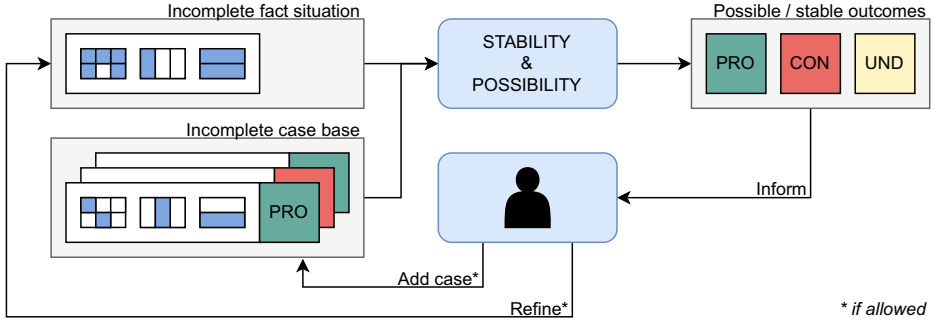 Incomplete fact situation
Possible / stable outcomes
STABILITY
&
POSSIBILITY
PRO
CON
UND
Incomplete case base
PRO
Inform
Add case*
Refine*
* if allowed